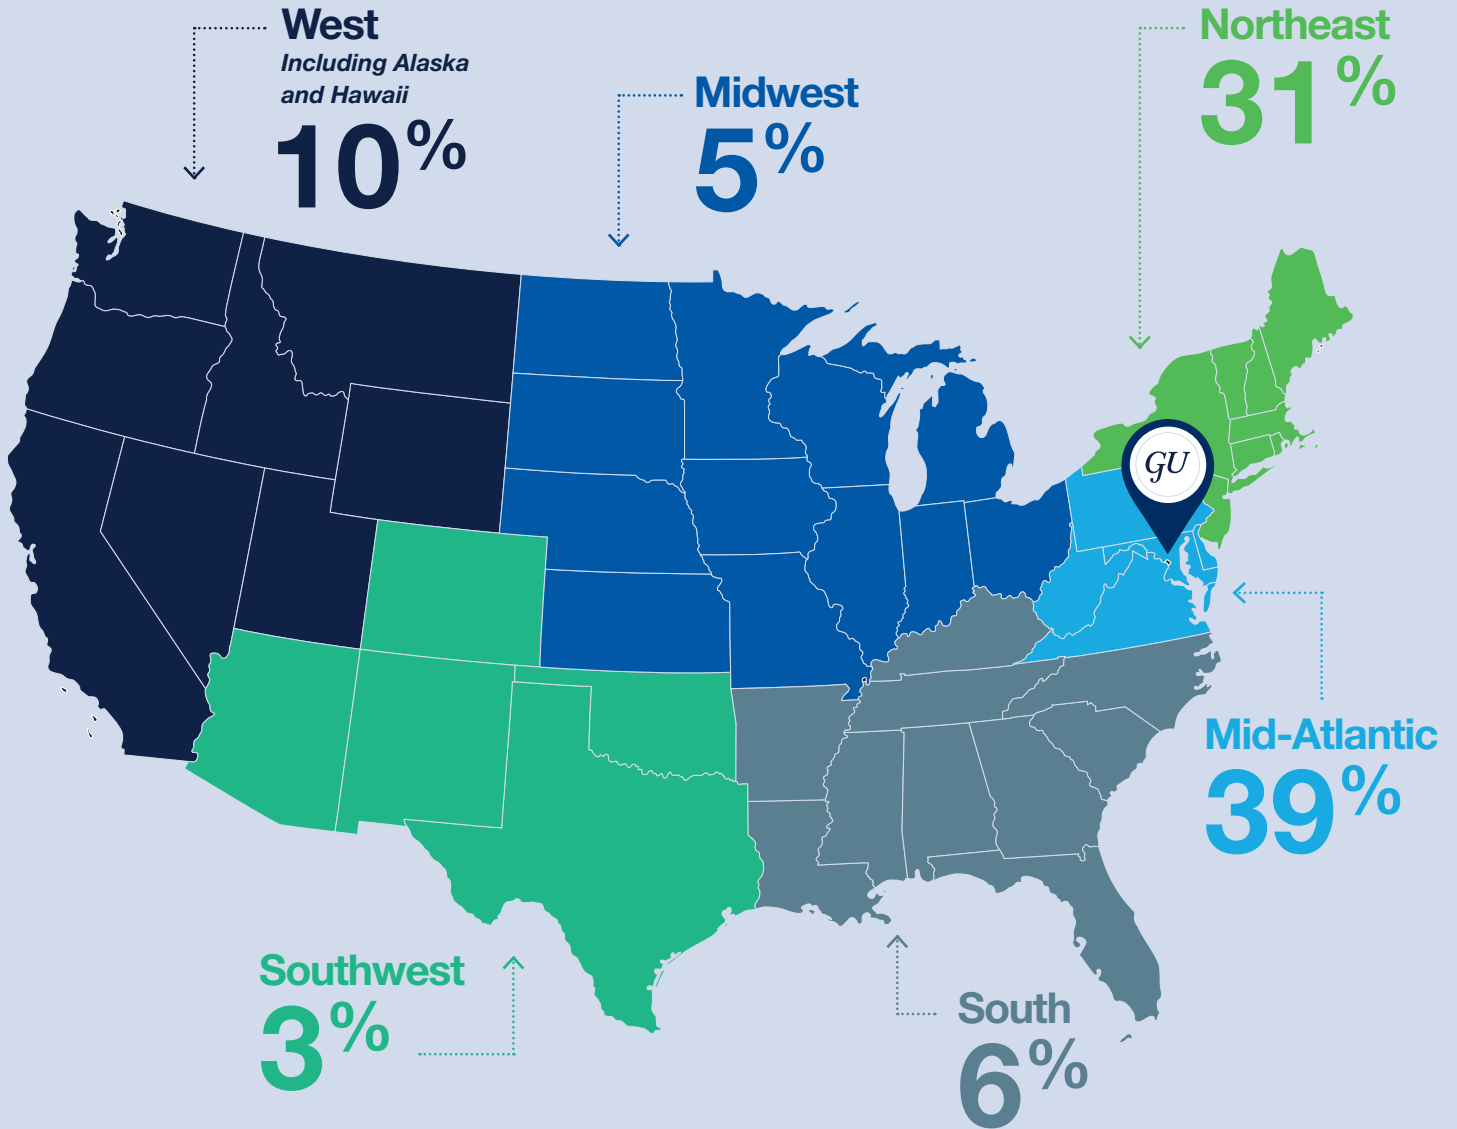 West
Including Alaska
and Hawaii
10%
Midwest
5%
Northeast
31%
GU
Mid-Atlantic
39%
Southwest
3%
South
6%